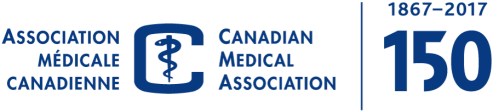 ASSOCIATION
MÉDICALE
CANADIENNE
CANADIAN
MEDICAL
ASSOCIATION
1867–2017
150